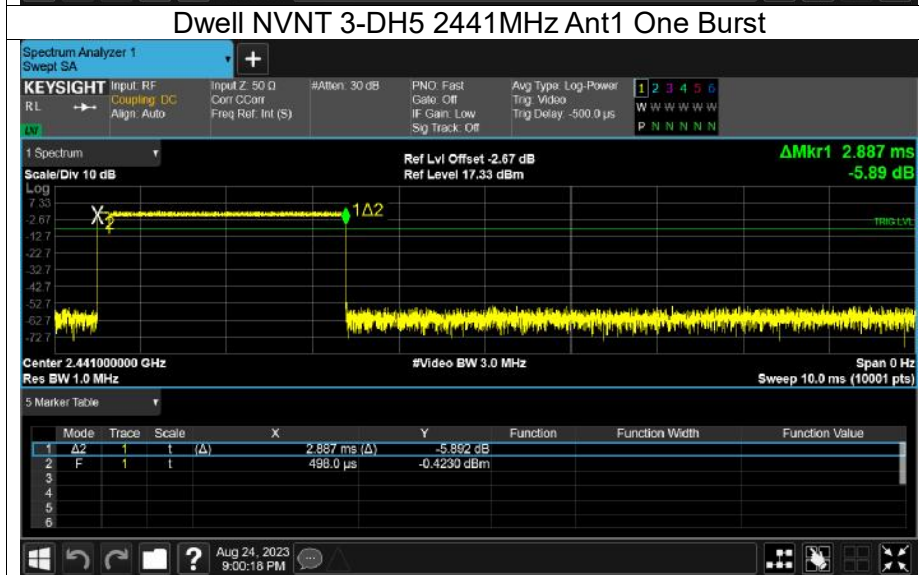 Dwell NVNT 3-DH5 2441MHz Ant1 One Burst
Spectrum Analyzer 1
Swept SA
+
KEYSIGHT Input: RF Input Z: 50 Ω #Atten: 30 dB PNO: Fast Avg Type: Log-Power 1 2 3 4 5 6
RL Coupling: DC Corr CCorr Gate: Off Trig: Video W W W W W W
Align: Auto Freq Ref: Int (S) IF Gain: Low Trig Delay: -500.0 µs
LXI Sig Track: Off P N N N N N
1 Spectrum Ref Lvl Offset -2.67 dB ΔMkr1 2.887 ms
Scale/Div 10 dB Ref Level 17.33 dBm -5.89 dB
Log
7.33
1Δ2
-2.67
X
2
TRIG LVL
-12.7
-22.7
-32.7
-42.7
-52.7
-62.7
-72.7
Center 2.441000000 GHz #Video BW 3.0 MHz Span 0 Hz
Res BW 1.0 MHz Sweep 10.0 ms (10001 pts)
5 Marker Table
Mode Trace Scale X Y Function Function Width Function Value
1 Δ2 1 t (Δ) 2.887 ms (Δ) -5.892 dB
2 F 1 t 498.0 µs -0.4230 dBm
3
4
5
6
? Aug 24, 2023
9:00:18 PM